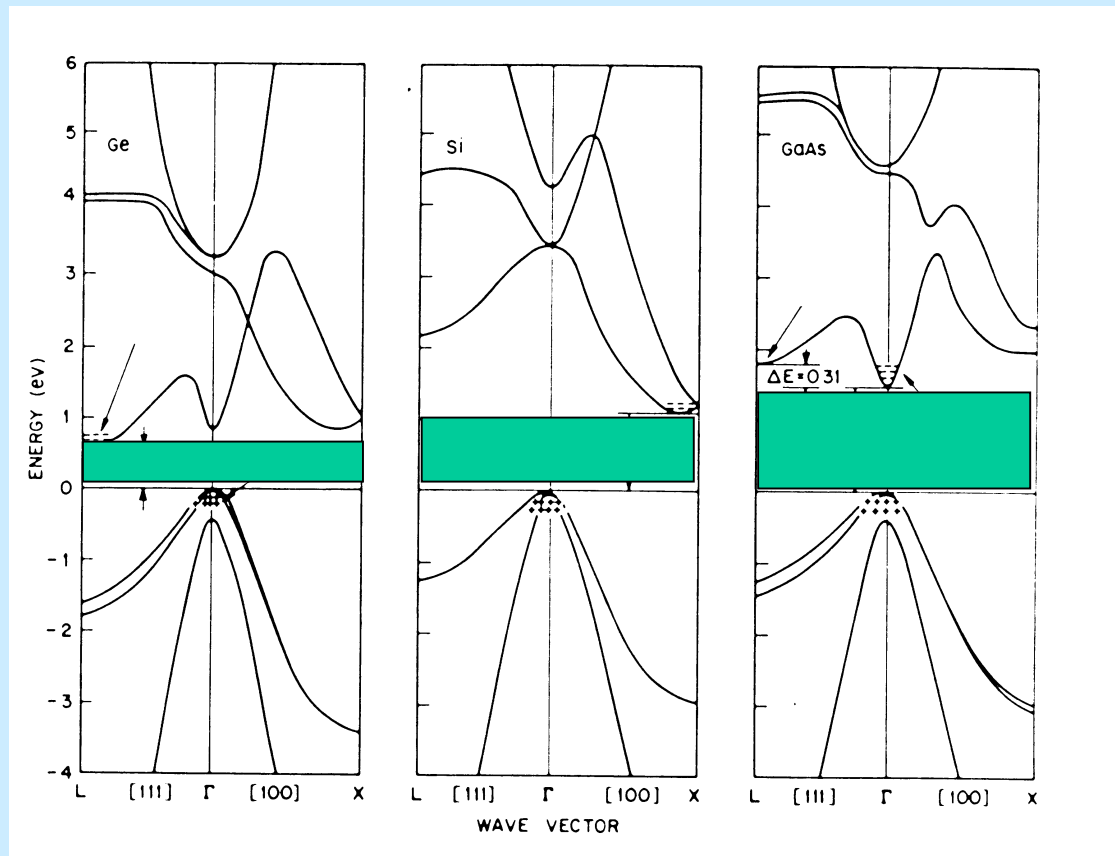 6
5
4
3
2
1
0
-1
-2
-3
-4
ENERGY (eV)
Ge
Si
GaAs
ΔE=0.31
L [111] Γ [100] X
L [111] Γ [100] X
L [111] Γ [100] X
WAVE VECTOR